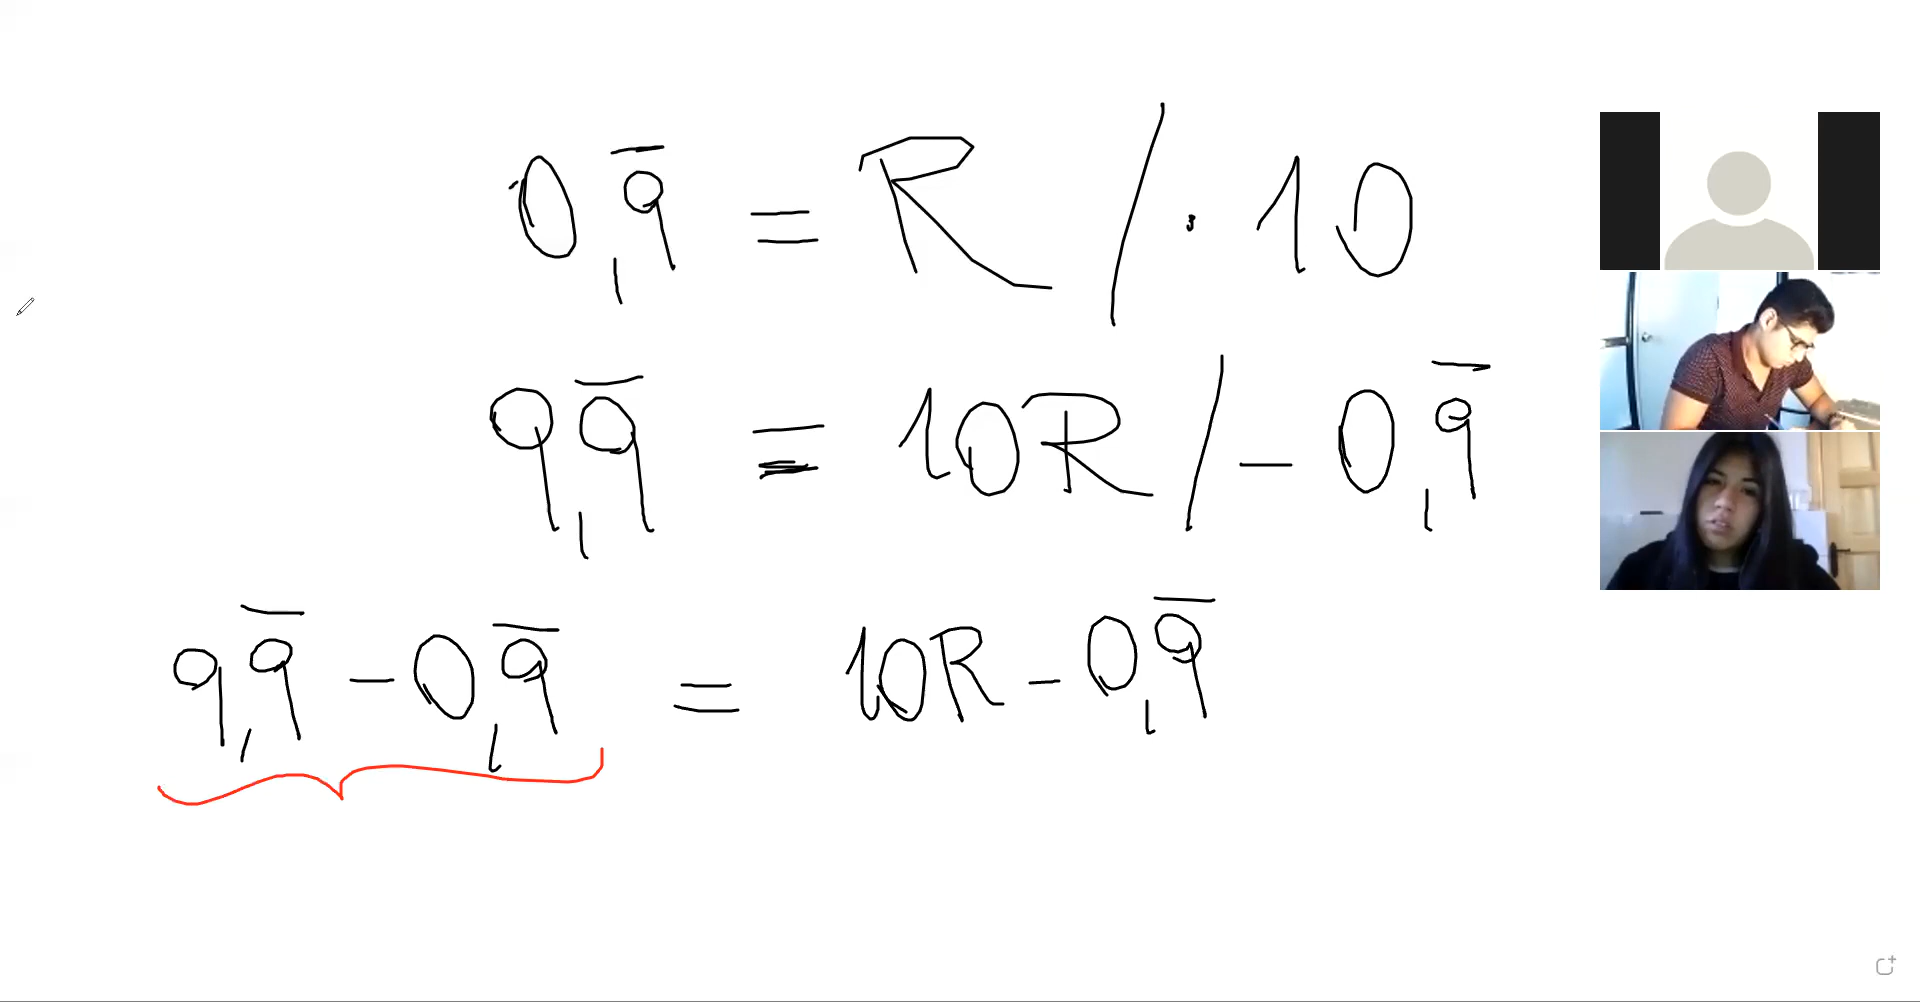 0,9̅ = R / · 10
9,9̅ = 10R / - 0,9̅
9,9̅ - 0,9̅ = 10R - 0,9̅